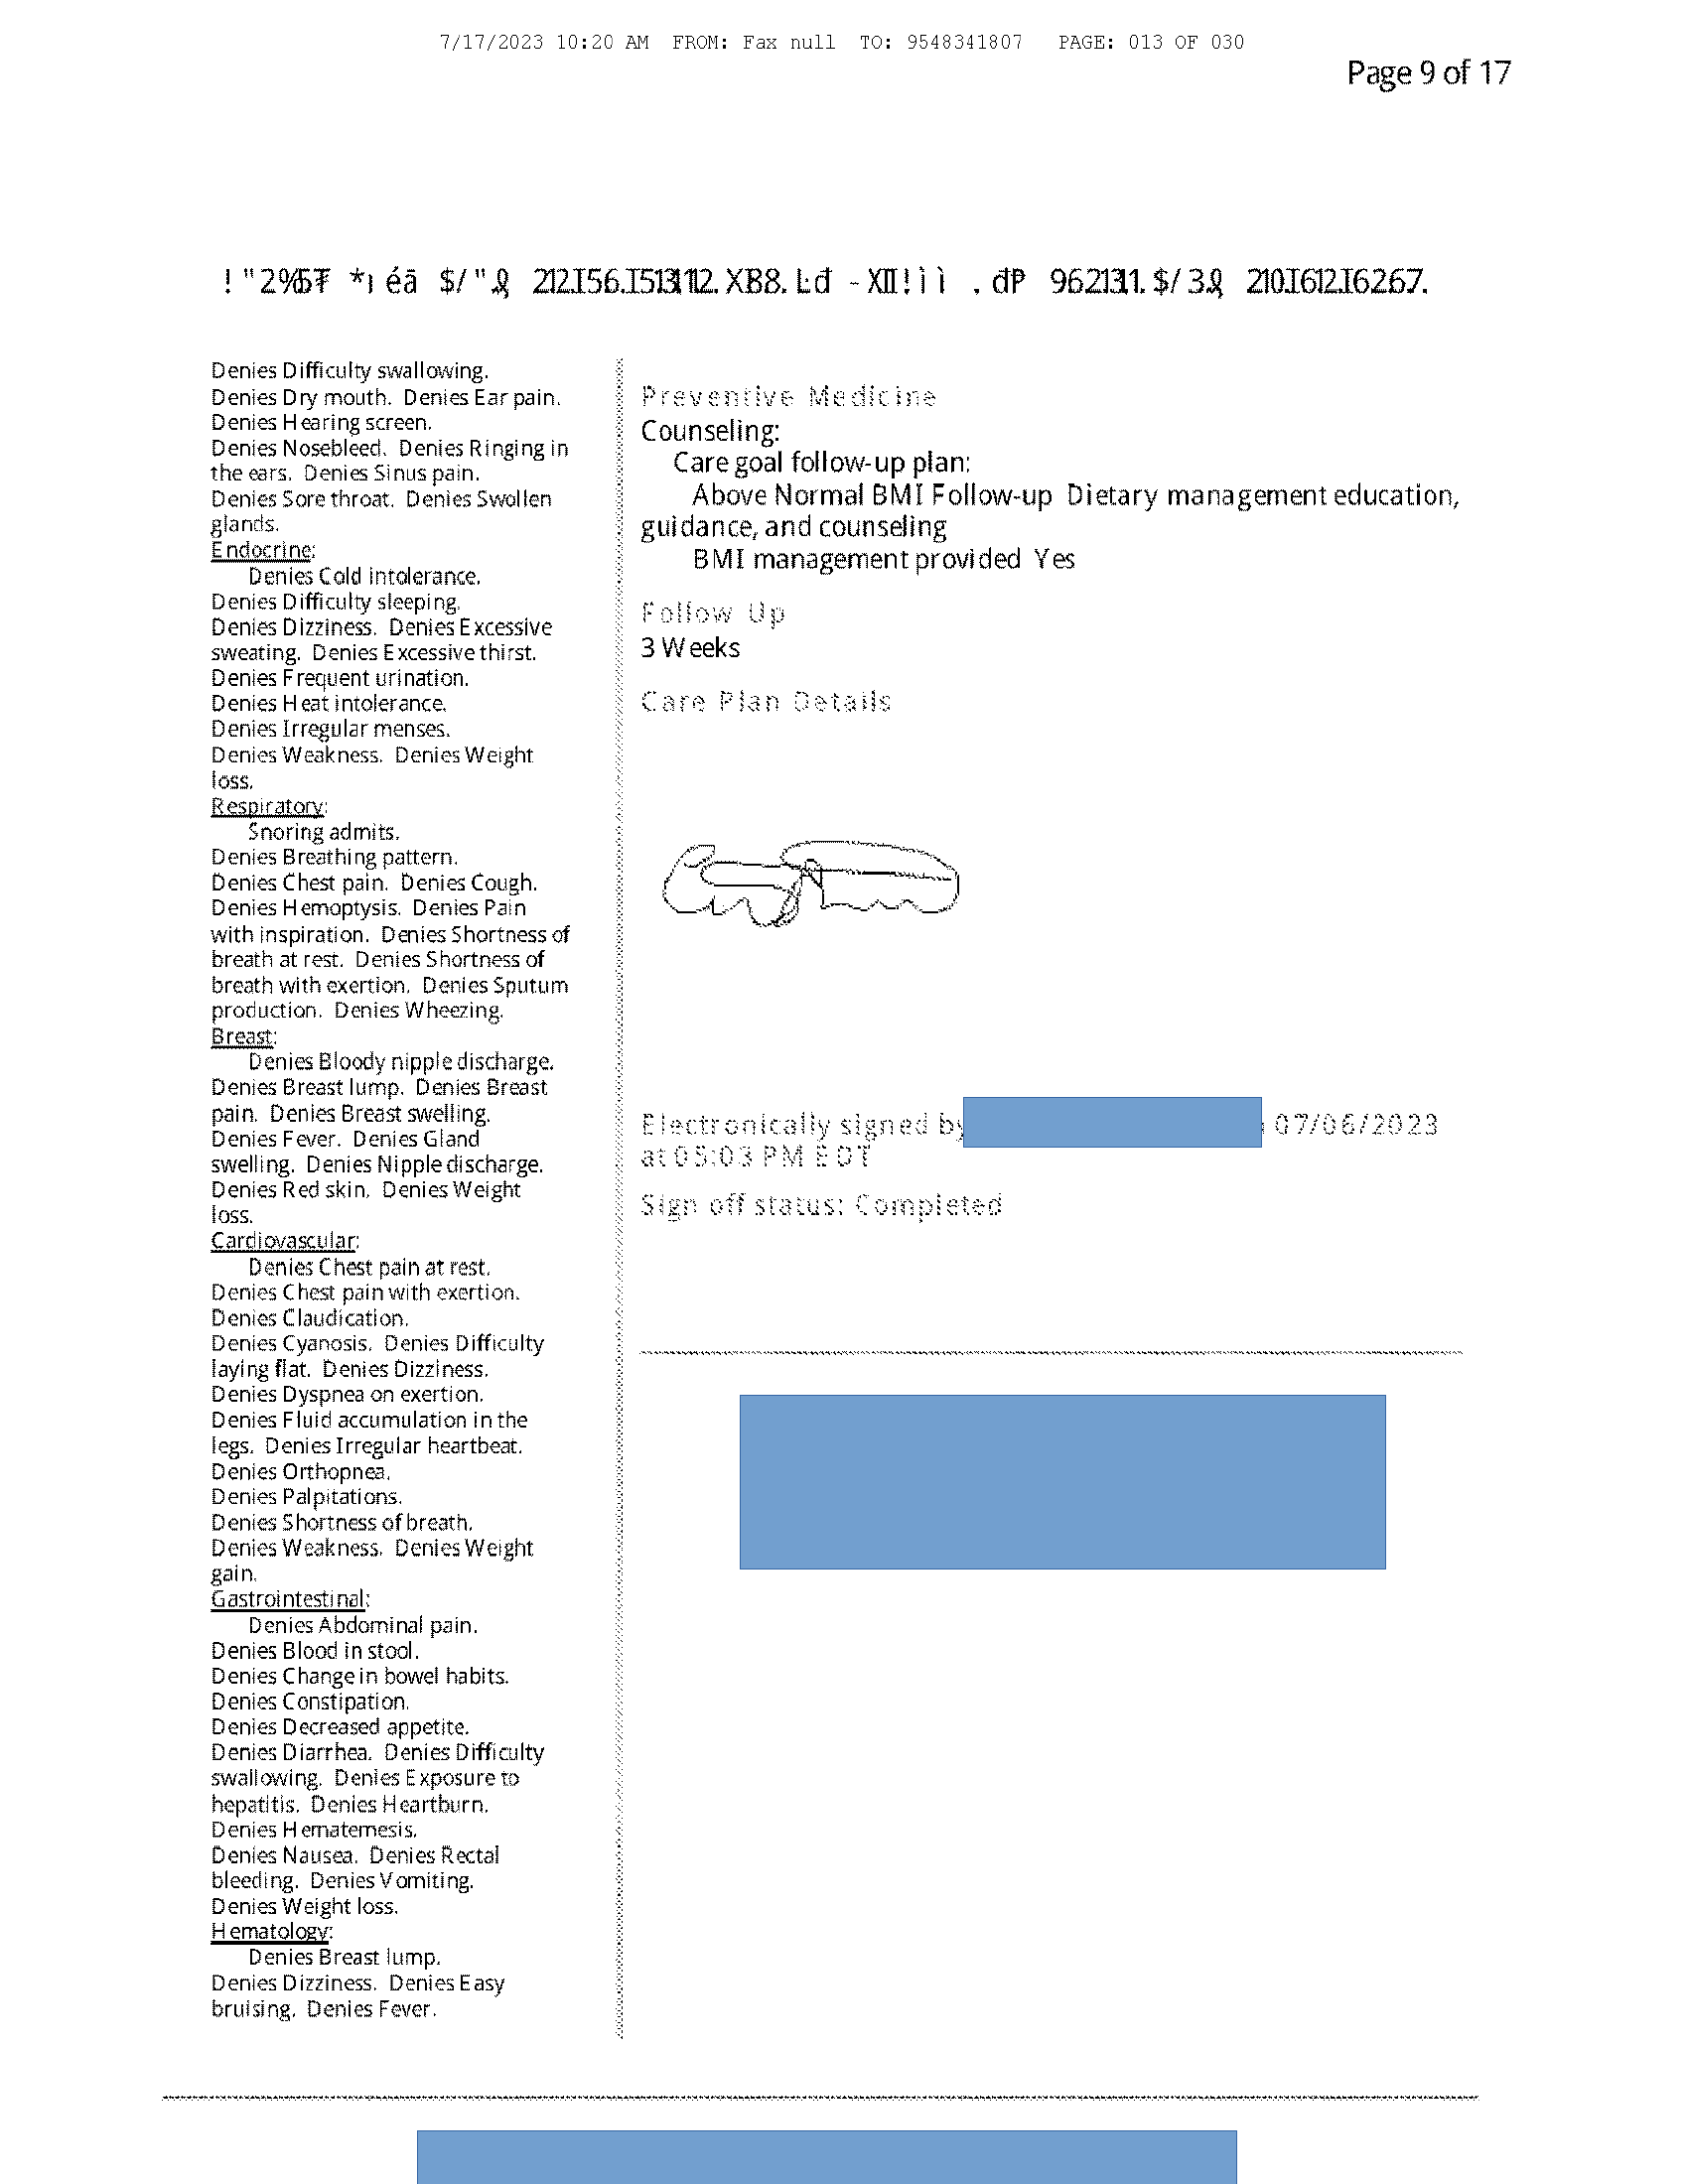 7/17/2023 10:20 AM FROM: Fax null TO: 9548341807 PAGE: 013 OF 030
Page 9 of 17
Denies Difficulty swallowing.
Denies Dry mouth. Denies Ear pain.
Denies Hearing screen.
Denies Nosebleed. Denies Ringing in
the ears. Denies Sinus pain.
Denies Sore throat. Denies Swollen
glands.
Endocrine:
Denies Cold intolerance.
Denies Difficulty sleeping.
Denies Dizziness. Denies Excessive
sweating. Denies Excessive thirst.
Denies Frequent urination.
Denies Heat intolerance.
Denies Irregular menses.
Denies Weakness. Denies Weight
loss.
Respiratory:
Snoring admits.
Denies Breathing pattern.
Denies Chest pain. Denies Cough.
Denies Hemoptysis. Denies Pain
with inspiration. Denies Shortness of
breath at rest. Denies Shortness of
breath with exertion. Denies Sputum
production. Denies Wheezing.
Breast:
Denies Bloody nipple discharge.
Denies Breast lump. Denies Breast
pain. Denies Breast swelling.
Denies Fever. Denies Gland
swelling. Denies Nipple discharge.
Denies Red skin. Denies Weight
loss.
Cardiovascular:
Denies Chest pain at rest.
Denies Chest pain with exertion.
Denies Claudication.
Denies Cyanosis. Denies Difficulty
laying flat. Denies Dizziness.
Denies Dyspnea on exertion.
Denies Fluid accumulation in the
legs. Denies Irregular heartbeat.
Denies Orthopnea.
Denies Palpitations.
Denies Shortness of breath.
Denies Weakness. Denies Weight
gain.
Gastrointestinal:
Denies Abdominal pain.
Denies Blood in stool.
Denies Change in bowel habits.
Denies Constipation.
Denies Decreased appetite.
Denies Diarrhea. Denies Difficulty
swallowing. Denies Exposure to
hepatitis. Denies Heartburn.
Denies Hematemesis.
Denies Nausea. Denies Rectal
bleeding. Denies Vomiting.
Denies Weight loss.
Hematology:
Denies Breast lump.
Denies Dizziness. Denies Easy
bruising. Denies Fever.
Preventive Medicine
Counseling:
Care goal follow-up plan:
Above Normal BMI Follow-up Dietary management education,
guidance, and counseling
BMI management provided Yes
Follow Up
3 Weeks
Care Plan Details
Electronically signed by 07/06/2023
at 05:03 PM EDT
Sign off status: Completed